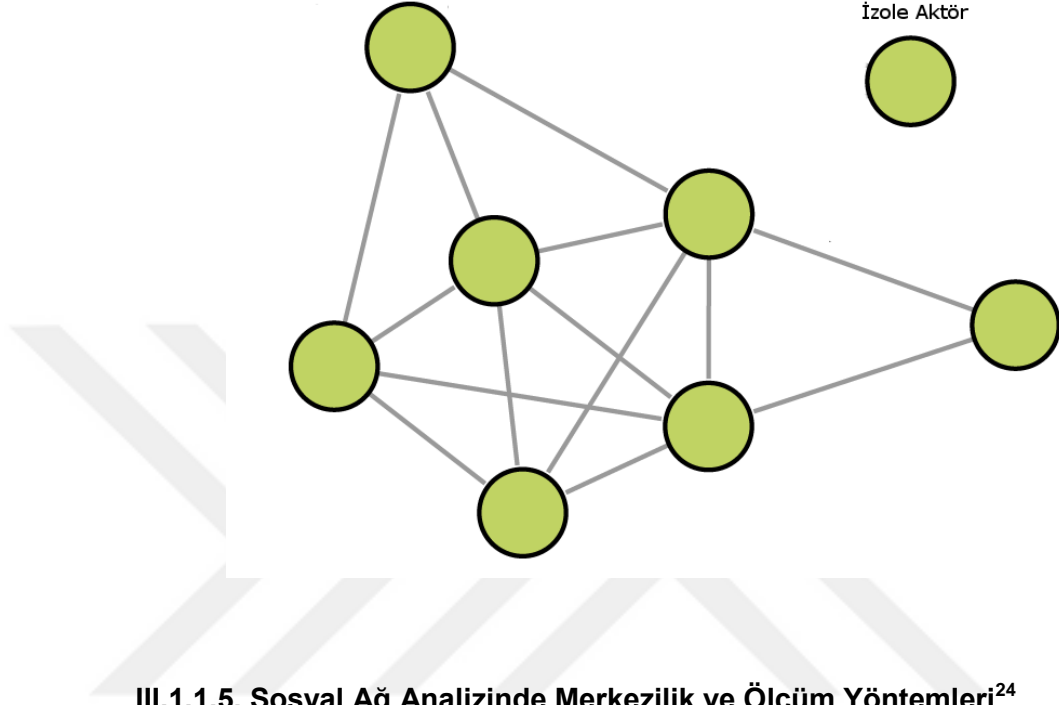 İzole Aktör
III.1.1.5. Sosyal Ağ Analizinde Merkezilik ve Ölçüm Yöntemleri²⁴